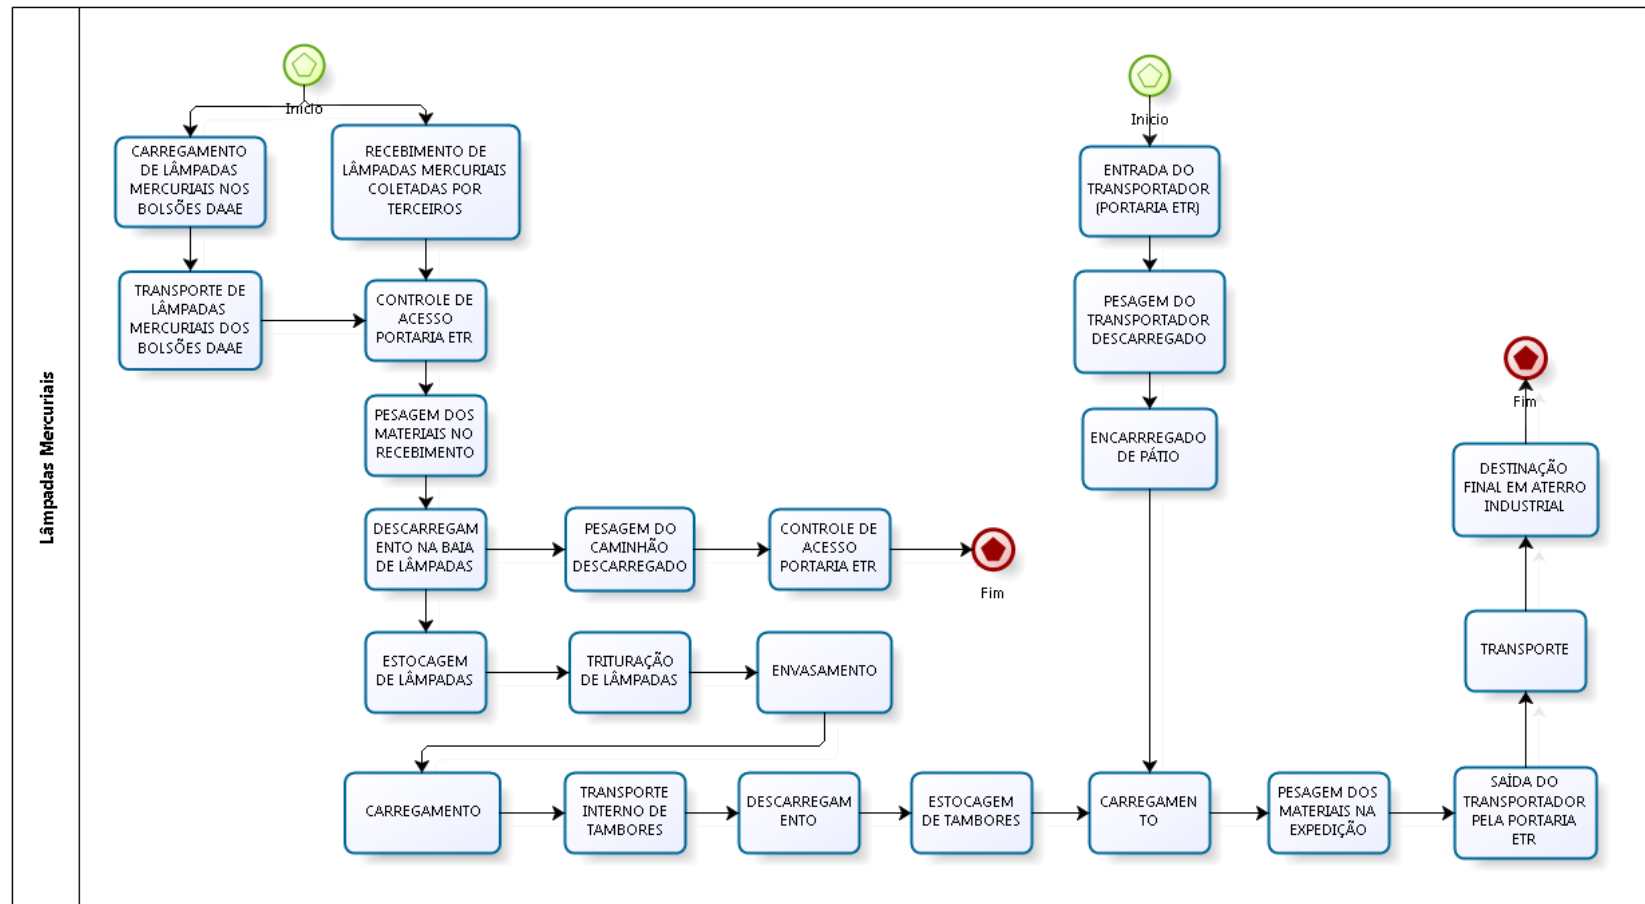 Lâmpadas Mercuriais
Início
CARREGAMENTO
DE LÂMPADAS
MERCURIAIS NOS
BOLSÕES DAAE
RECEBIMENTO DE
LÂMPADAS MERCURIAIS
COLETADAS POR
TERCEIROS
TRANSPORTE DE
LÂMPADAS
MERCURIAIS DOS
BOLSÕES DAAE
CONTROLE DE
ACESSO
PORTARIA ETR
PESAGEM DOS
MATERIAIS NO
RECEBIMENTO
DESCARREGAM
ENTO NA BAIA
DE LÂMPADAS
PESAGEM DO
CAMINHÃO
DESCARREGADO
CONTROLE DE
ACESSO
PORTARIA ETR
Fim
ESTOCAGEM
DE LÂMPADAS
TRITURAÇÃO
DE LÂMPADAS
ENVASAMENTO
CARREGAMENTO
TRANSPORTE
INTERNO DE
TAMBORES
DESCARREGAM
ENTO
ESTOCAGEM
DE TAMBORES
Início
ENTRADA DO
TRANSPORTADOR
(PORTARIA ETR)
PESAGEM DO
TRANSPORTADOR
DESCARREGADO
ENCARRREGADO
DE PÁTIO
CARREGAMEN
TO
PESAGEM DOS
MATERIAIS NA
EXPEDIÇÃO
SAÍDA DO
TRANSPORTADOR
PELA PORTARIA
ETR
TRANSPORTE
DESTINAÇÃO
FINAL EM ATERRO
INDUSTRIAL
Fim